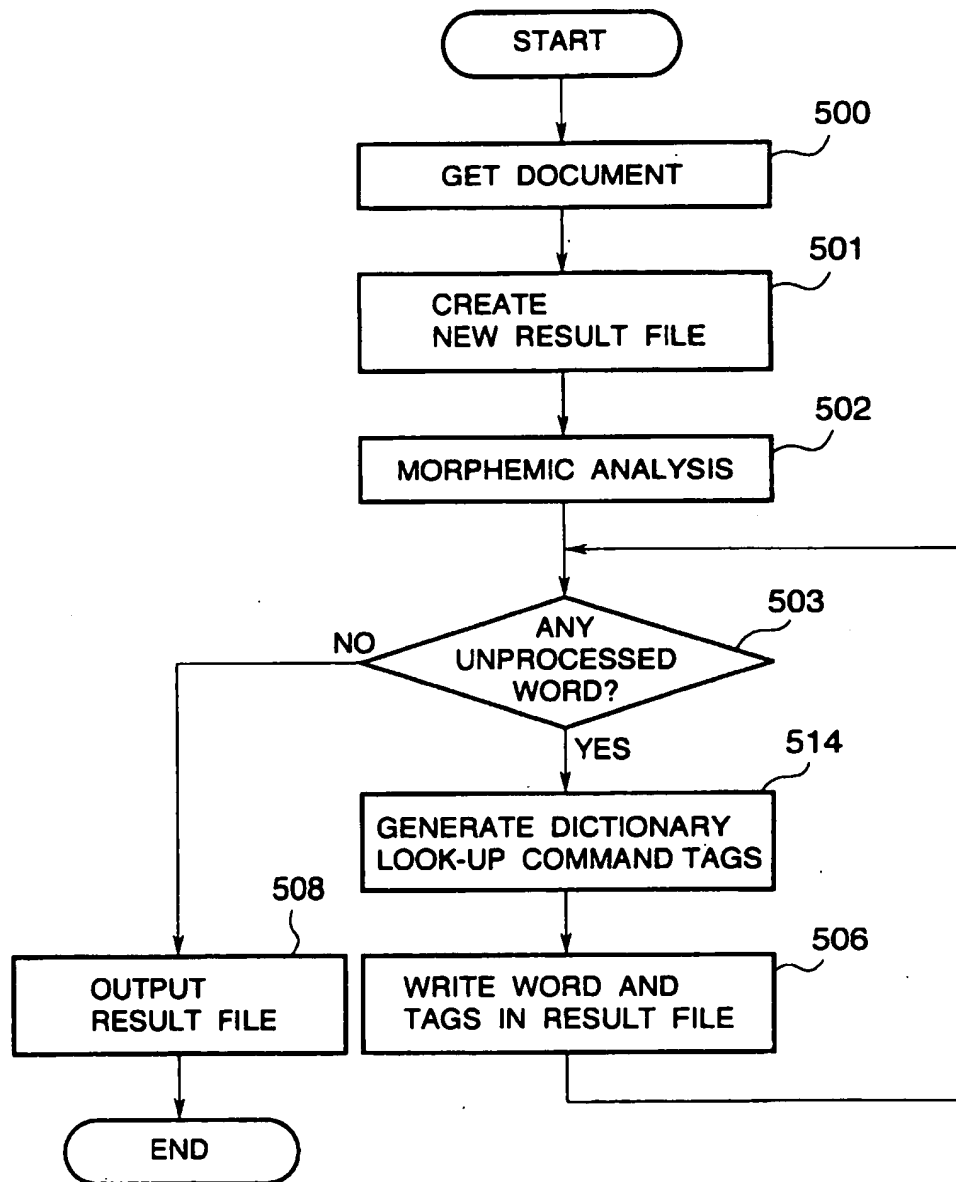 START
500
GET DOCUMENT
501
CREATE
NEW RESULT FILE
502
MORPHEMIC ANALYSIS
503
NO
ANY
UNPROCESSED
WORD?
YES
514
GENERATE DICTIONARY
LOOK-UP COMMAND TAGS
508
506
OUTPUT
RESULT FILE
WRITE WORD AND
TAGS IN RESULT FILE
END